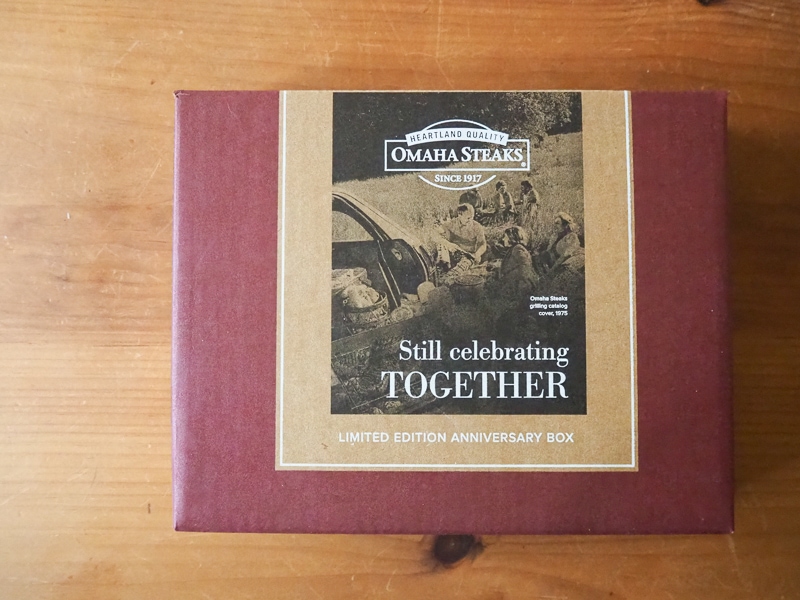 HEARTLAND QUALITY
OMAHA STEAKS®
SINCE 1917
Omaha Steaks
grilling catalog
cover, 1975
Still celebrating
TOGETHER
LIMITED EDITION ANNIVERSARY BOX